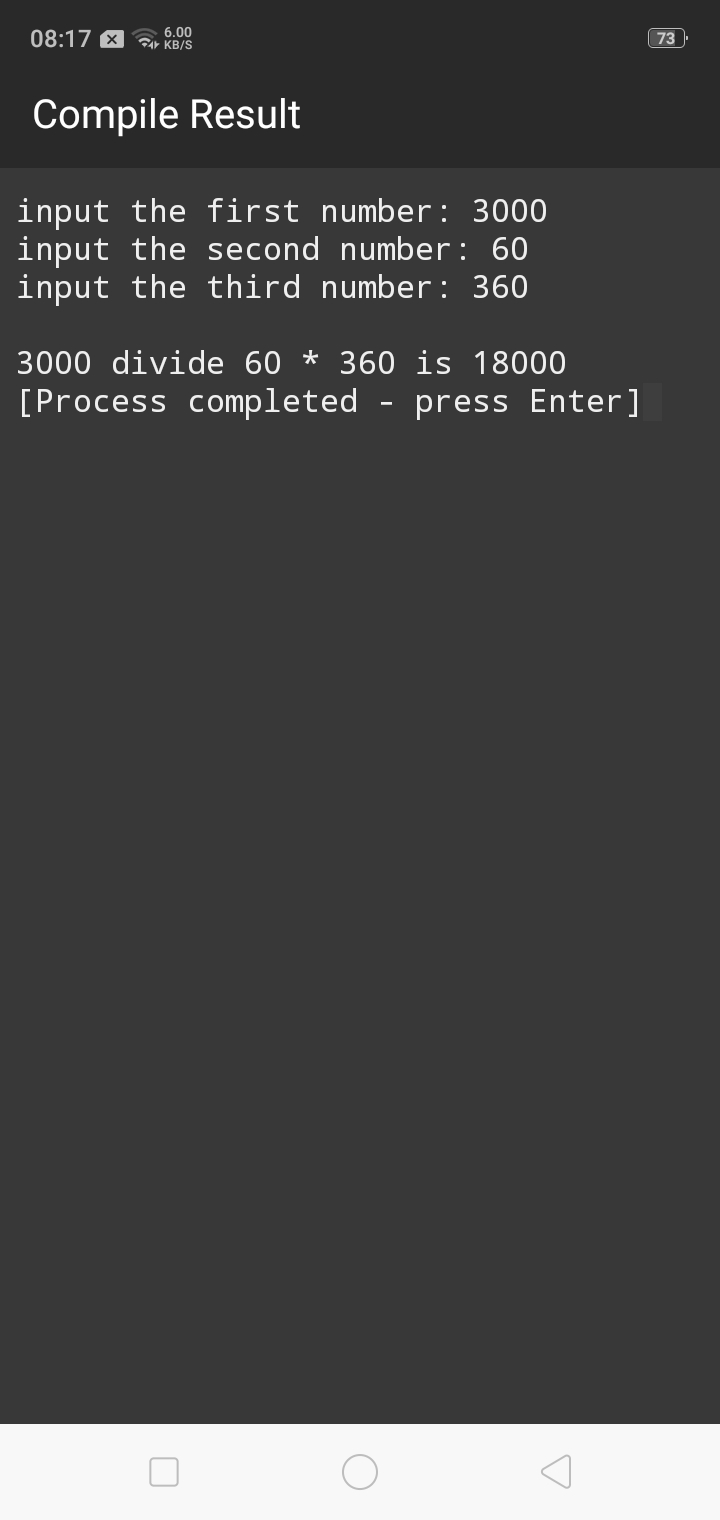 08:17 6.00 KB/S 73
Compile Result
input the first number: 3000
input the second number: 60
input the third number: 360
3000 divide 60 * 360 is 18000
[Process completed - press Enter]